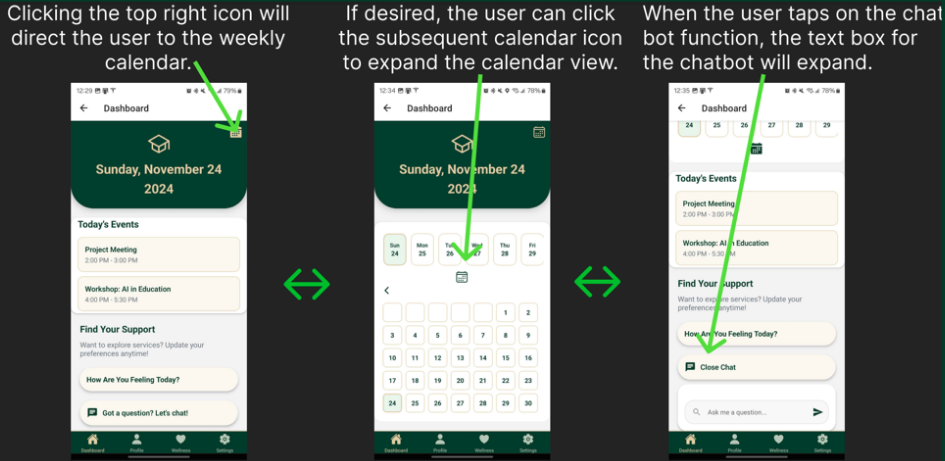 Clicking the top right icon will
direct the user to the weekly
calendar.
If desired, the user can click
the subsequent calendar icon
to expand the calendar view.
When the user taps on the chat
bot function, the text box for
the chatbot will expand.
12:29
79%
Dashboard
Sunday, November 24
2024
Today's Events
Project Meeting
2:00 PM - 3:00 PM
Workshop: AI in Education
4:00 PM - 5:30 PM
Find Your Support
Want to explore services? Update your
preferences anytime!
How Are You Feeling Today?
Got a question? Let's chat!
Dashboard Profile Wellness Settings
12:34
78%
Dashboard
Sunday, November 24
2024
Sun Mon Tue Wed Thu Fri
24 25 26 27 28 29
1 2
3 4 5 6 7 8 9
10 11 12 13 14 15 16
17 18 19 20 21 22 23
24 25 26 27 28 29 30
Dashboard Profile Wellness Settings
12:35
78%
Dashboard
24 25 26 27 28 29
Today's Events
Project Meeting
2:00 PM - 3:00 PM
Workshop: AI in Education
4:00 PM - 5:30 PM
Find Your Support
Want to explore services? Update your
preferences anytime!
How Are You Feeling Today?
Close Chat
Ask me a question...
Dashboard Profile Wellness Settings